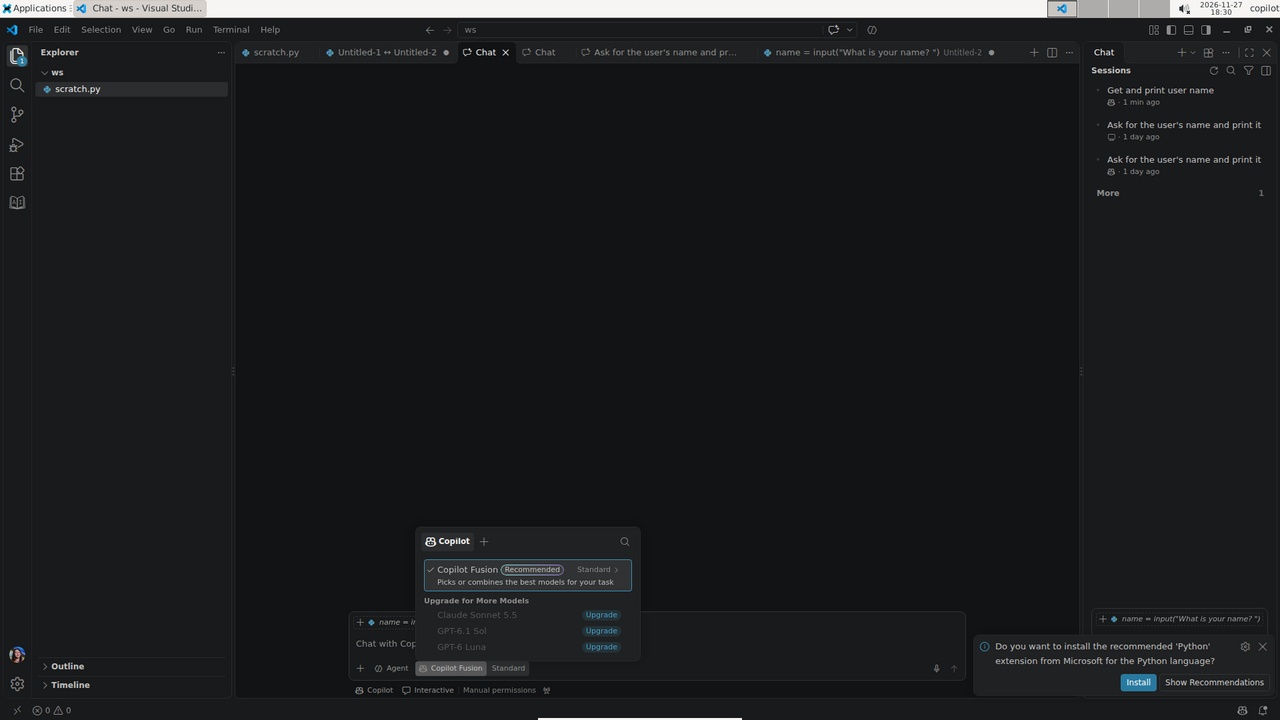 Applications
Chat - ws - Visual Studi...
2026-11-27
18:30
copilot
File Edit Selection View Go Run Terminal Help
ws
Explorer
ws
scratch.py
Outline
Timeline
0 0
scratch.py
Untitled-1 ↔ Untitled-2
Chat
Chat
Ask for the user's name and pr...
name = input("What is your name? ") Untitled-2
Copilot
Copilot Fusion Recommended Standard
Picks or combines the best models for your task
Upgrade for More Models
Claude Sonnet 5.5 Upgrade
GPT-6.1 Sol Upgrade
GPT-6 Luna Upgrade
name = ir
Chat with Cop
Agent Copilot Fusion Standard
Copilot Interactive Manual permissions
Chat
Sessions
Get and print user name
· 1 min ago
Ask for the user's name and print it
· 1 day ago
Ask for the user's name and print it
· 1 day ago
More 1
name = input("What is your name? ")
Do you want to install the recommended 'Python'
extension from Microsoft for the Python language?
Install Show Recommendations